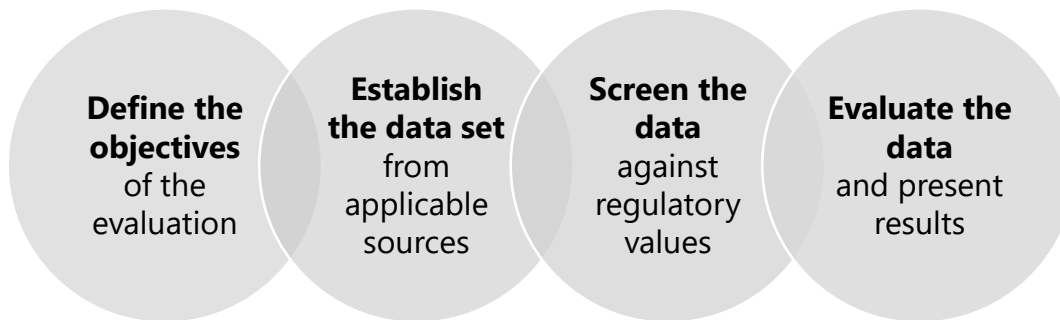 Define the
objectives
of the
evaluation
Establish
the data set
from
applicable
sources
Screen the
data
against
regulatory
values
Evaluate the
data
and present
results